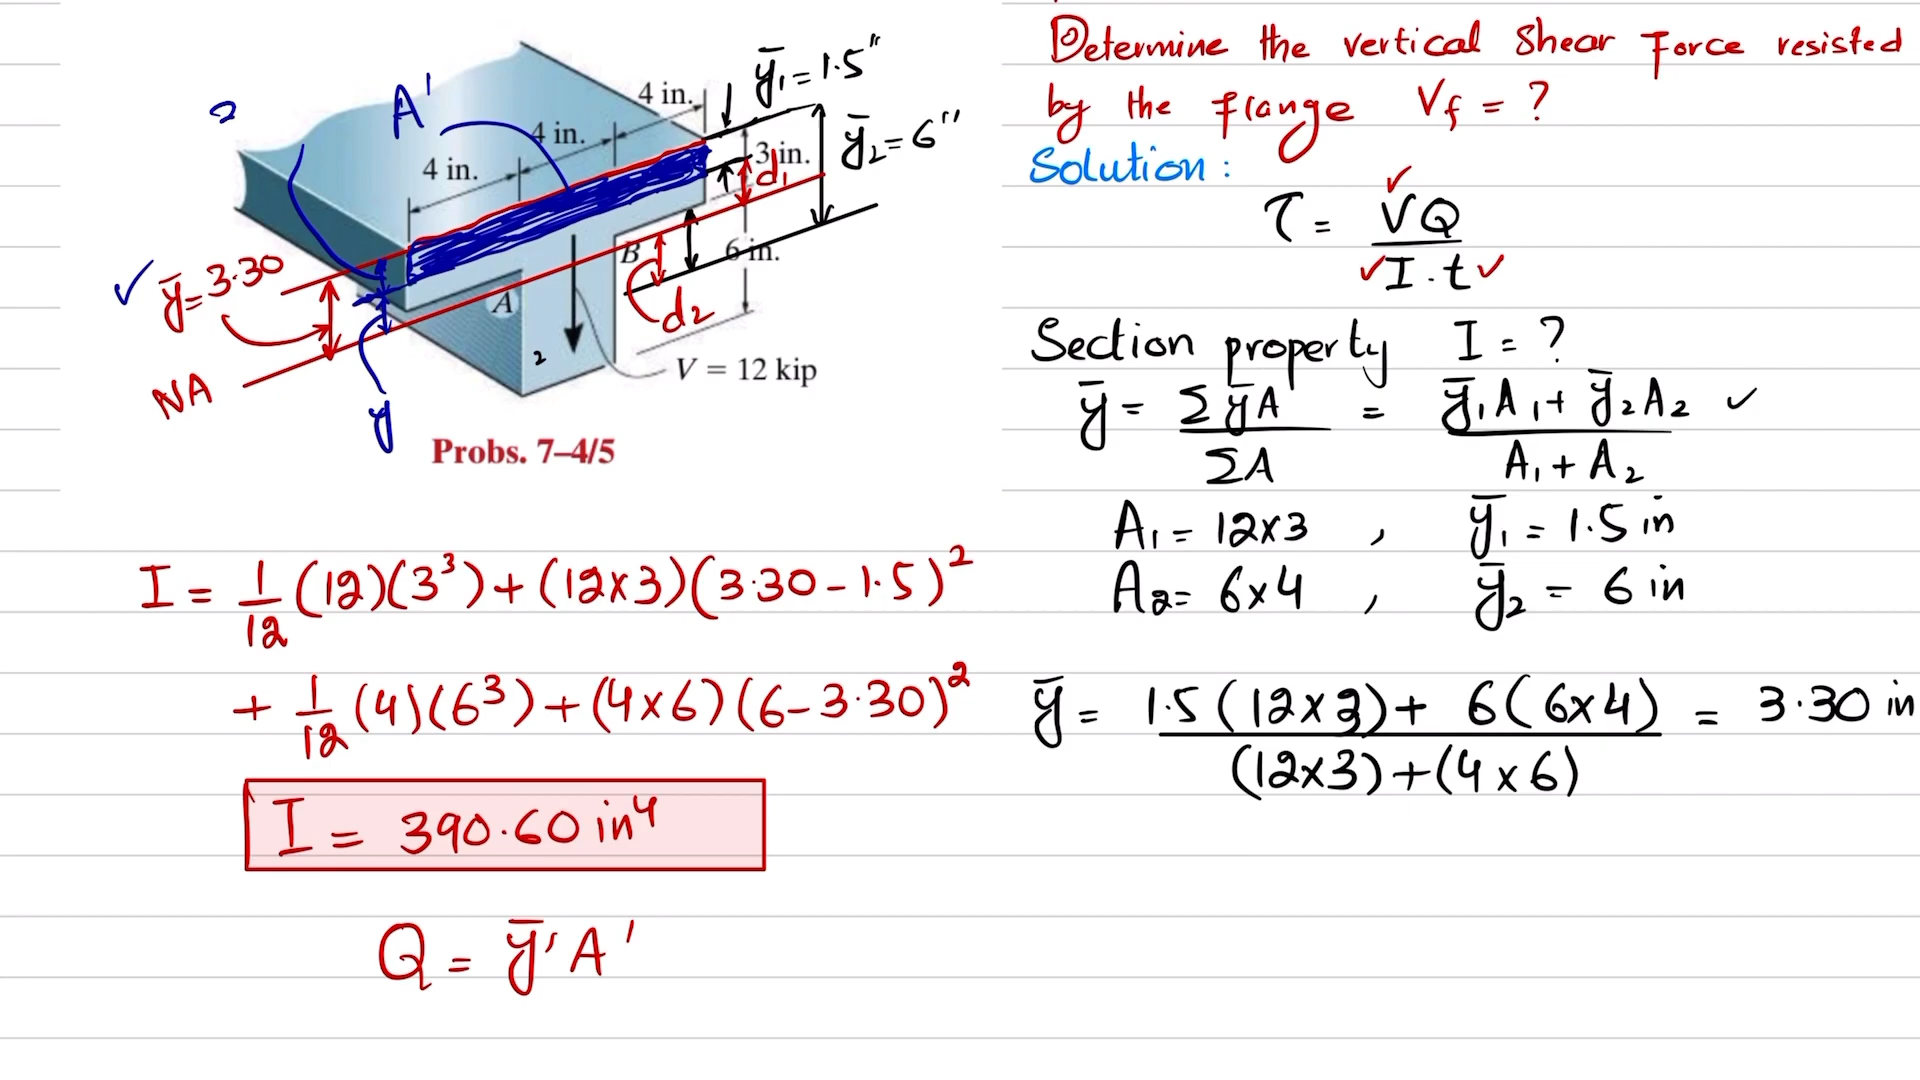 Determine the vertical Shear Force resisted
by the Flange V_f = ?
Solution :
τ = VQ / I.t
Section property I = ?
ȳ = ΣȳA / ΣA = ȳ₁A₁ + ȳ₂A₂ / A₁ + A₂
A₁ = 12x3 , ȳ₁ = 1.5 in
A₂ = 6x4 , ȳ₂ = 6 in
ȳ = 1.5(12x3) + 6(6x4) / (12x3)+(4x6) = 3.30 in
A'
4 in.
4 in.
4 in.
ȳ₁ = 1.5"
ȳ₂ = 6"
3 in.
d₁
6 in.
B
A
d₂
2
2
ȳ = 3.30
NA
y
V = 12 kip
Probs. 7–4/5
I = 1/12 (12)(3³) + (12x3)(3.30 - 1.5)²
+ 1/12 (4)(6³) + (4x6)(6 - 3.30)²
I = 390.60 in⁴
Q = ȳ'A'